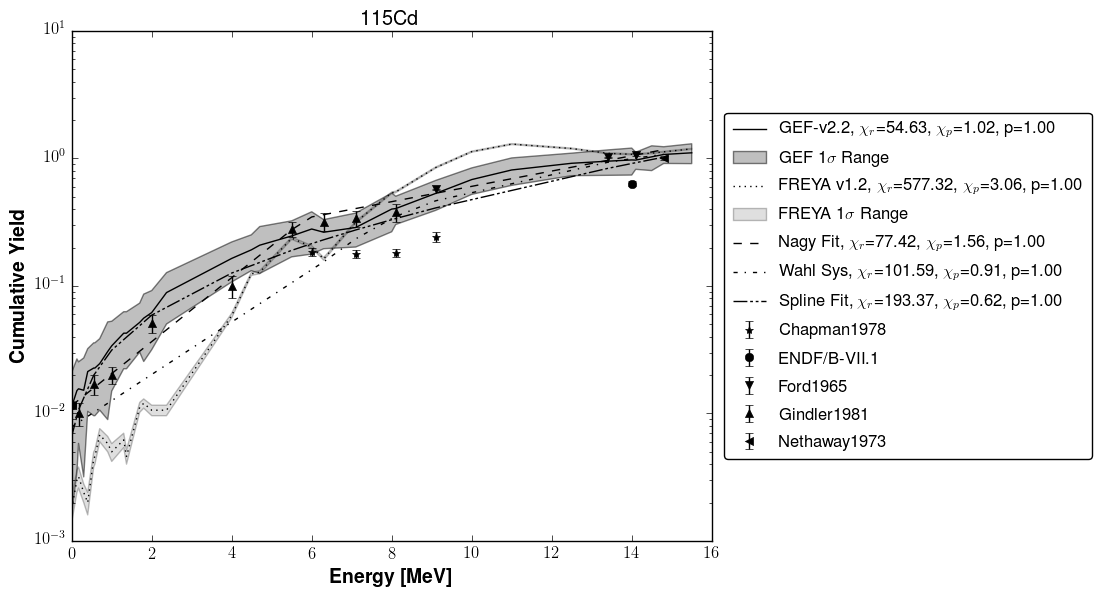 115Cd
10¹
10⁰
10⁻¹
10⁻²
10⁻³
0 2 4 6 8 10 12 14 16
Cumulative Yield
Energy [MeV]
GEF-v2.2, χᵣ=54.63, χₚ=1.02, p=1.00
GEF 1σ Range
FREYA v1.2, χᵣ=577.32, χₚ=3.06, p=1.00
FREYA 1σ Range
Nagy Fit, χᵣ=77.42, χₚ=1.56, p=1.00
Wahl Sys, χᵣ=101.59, χₚ=0.91, p=1.00
Spline Fit, χᵣ=193.37, χₚ=0.62, p=1.00
Chapman1978
ENDF/B-VII.1
Ford1965
Gindler1981
Nethaway1973